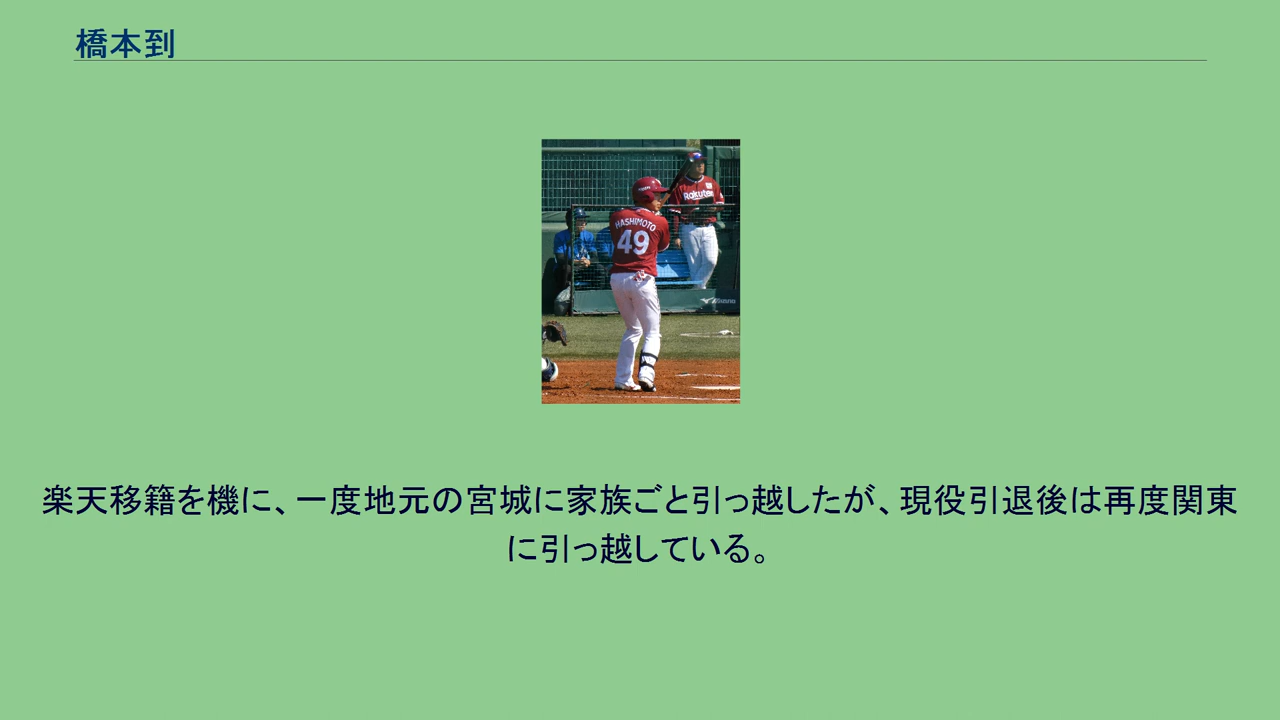 橋本到
Rakuten
HASHIMOTO
49
楽天移籍を機に、一度地元の宮城に家族ごと引っ越したが、現役引退後は再度関東
に引っ越している。